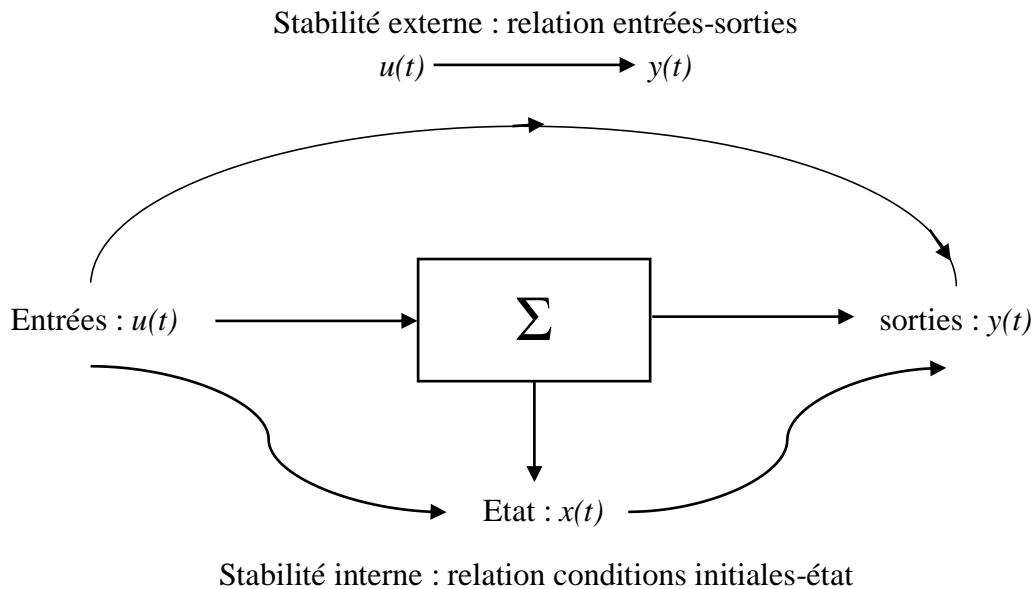 Stabilité externe : relation entrées-sorties
u(t) y(t)
Entrées : u(t) Σ sorties : y(t)
Etat : x(t)
Stabilité interne : relation conditions initiales-état